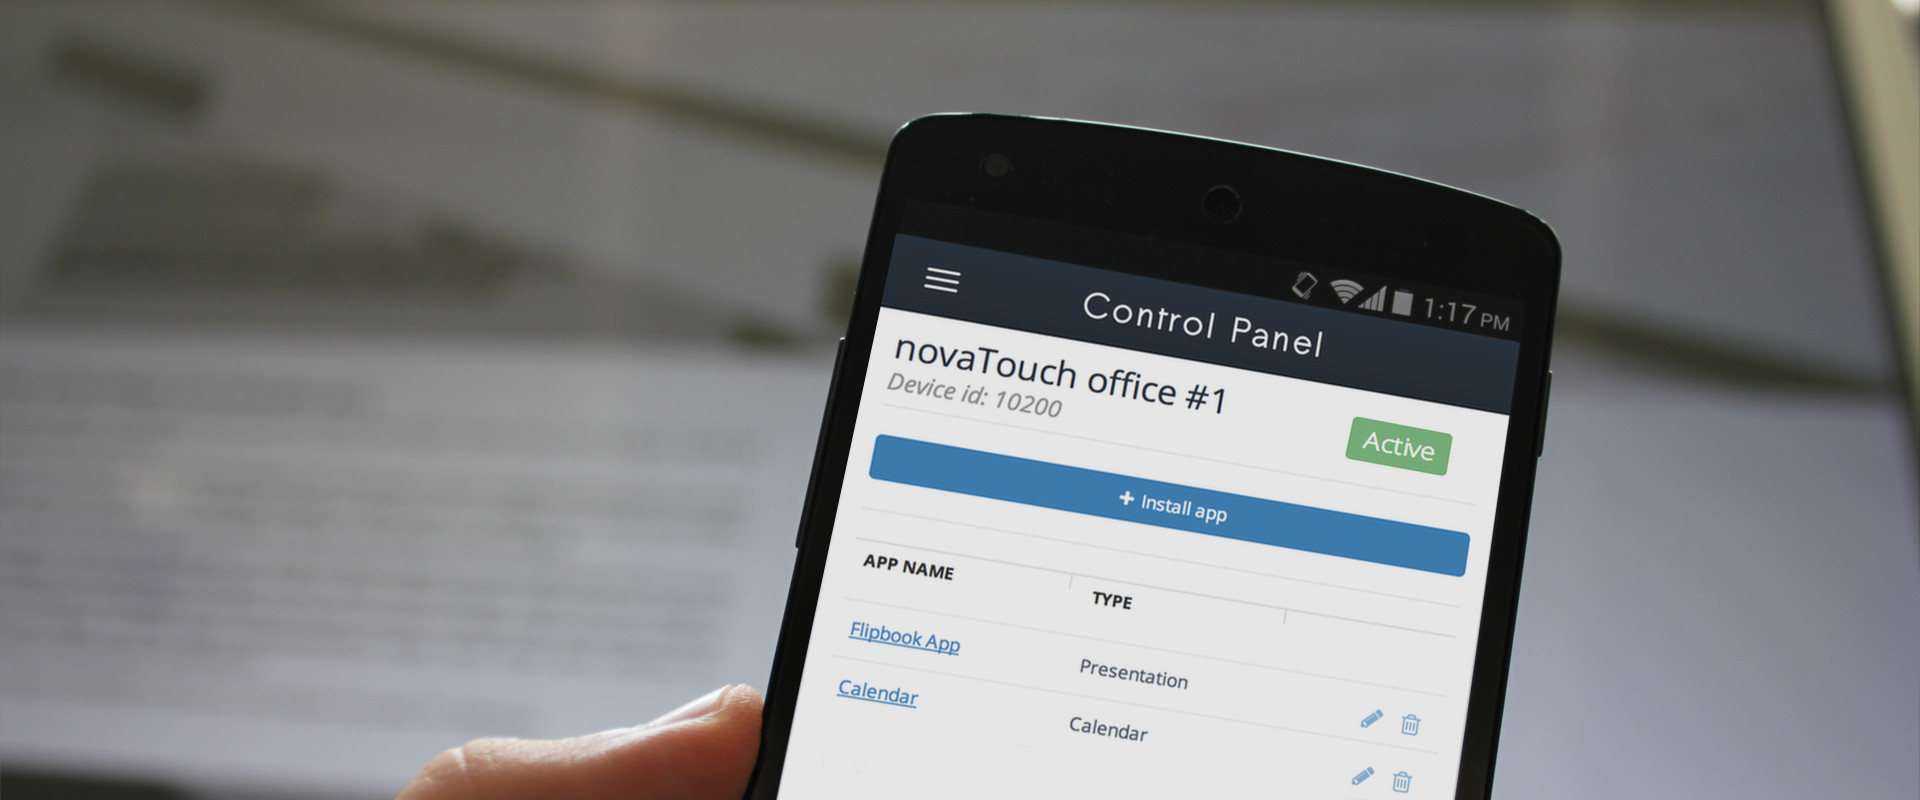 1:17 PM
Control Panel
novaTouch office #1
Device id: 10200
Active
Install app
APP NAME TYPE
Flipbook App Presentation
Calendar Calendar